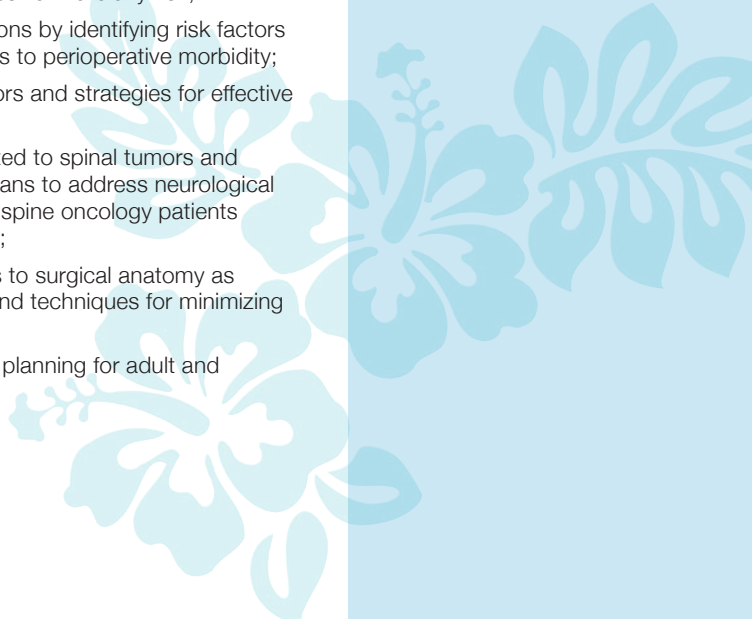 ons by identifying risk factors
s to perioperative morbidity;
ors and strategies for effective
ted to spinal tumors and
ans to address neurological
spine oncology patients
;
s to surgical anatomy as
nd techniques for minimizing
planning for adult and